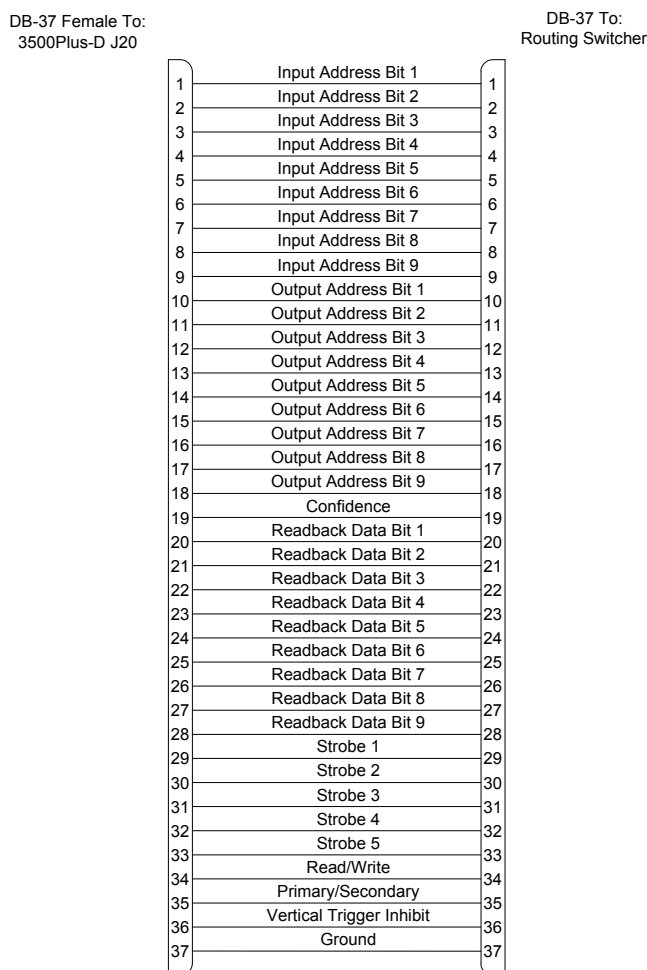 DB-37 Female To:
3500Plus-D J20
DB-37 To:
Routing Switcher
Input Address Bit 1
1 1
Input Address Bit 2
2 2
Input Address Bit 3
3 3
Input Address Bit 4
4 4
Input Address Bit 5
5 5
Input Address Bit 6
6 6
Input Address Bit 7
7 7
Input Address Bit 8
8 8
Input Address Bit 9
9 9
Output Address Bit 1
10 10
Output Address Bit 2
11 11
Output Address Bit 3
12 12
Output Address Bit 4
13 13
Output Address Bit 5
14 14
Output Address Bit 6
15 15
Output Address Bit 7
16 16
Output Address Bit 8
17 17
Output Address Bit 9
18 18
Confidence
19 19
Readback Data Bit 1
20 20
Readback Data Bit 2
21 21
Readback Data Bit 3
22 22
Readback Data Bit 4
23 23
Readback Data Bit 5
24 24
Readback Data Bit 6
25 25
Readback Data Bit 7
26 26
Readback Data Bit 8
27 27
Readback Data Bit 9
28 28
Strobe 1
29 29
Strobe 2
30 30
Strobe 3
31 31
Strobe 4
32 32
Strobe 5
33 33
Read/Write
34 34
Primary/Secondary
35 35
Vertical Trigger Inhibit
36 36
Ground
37 37